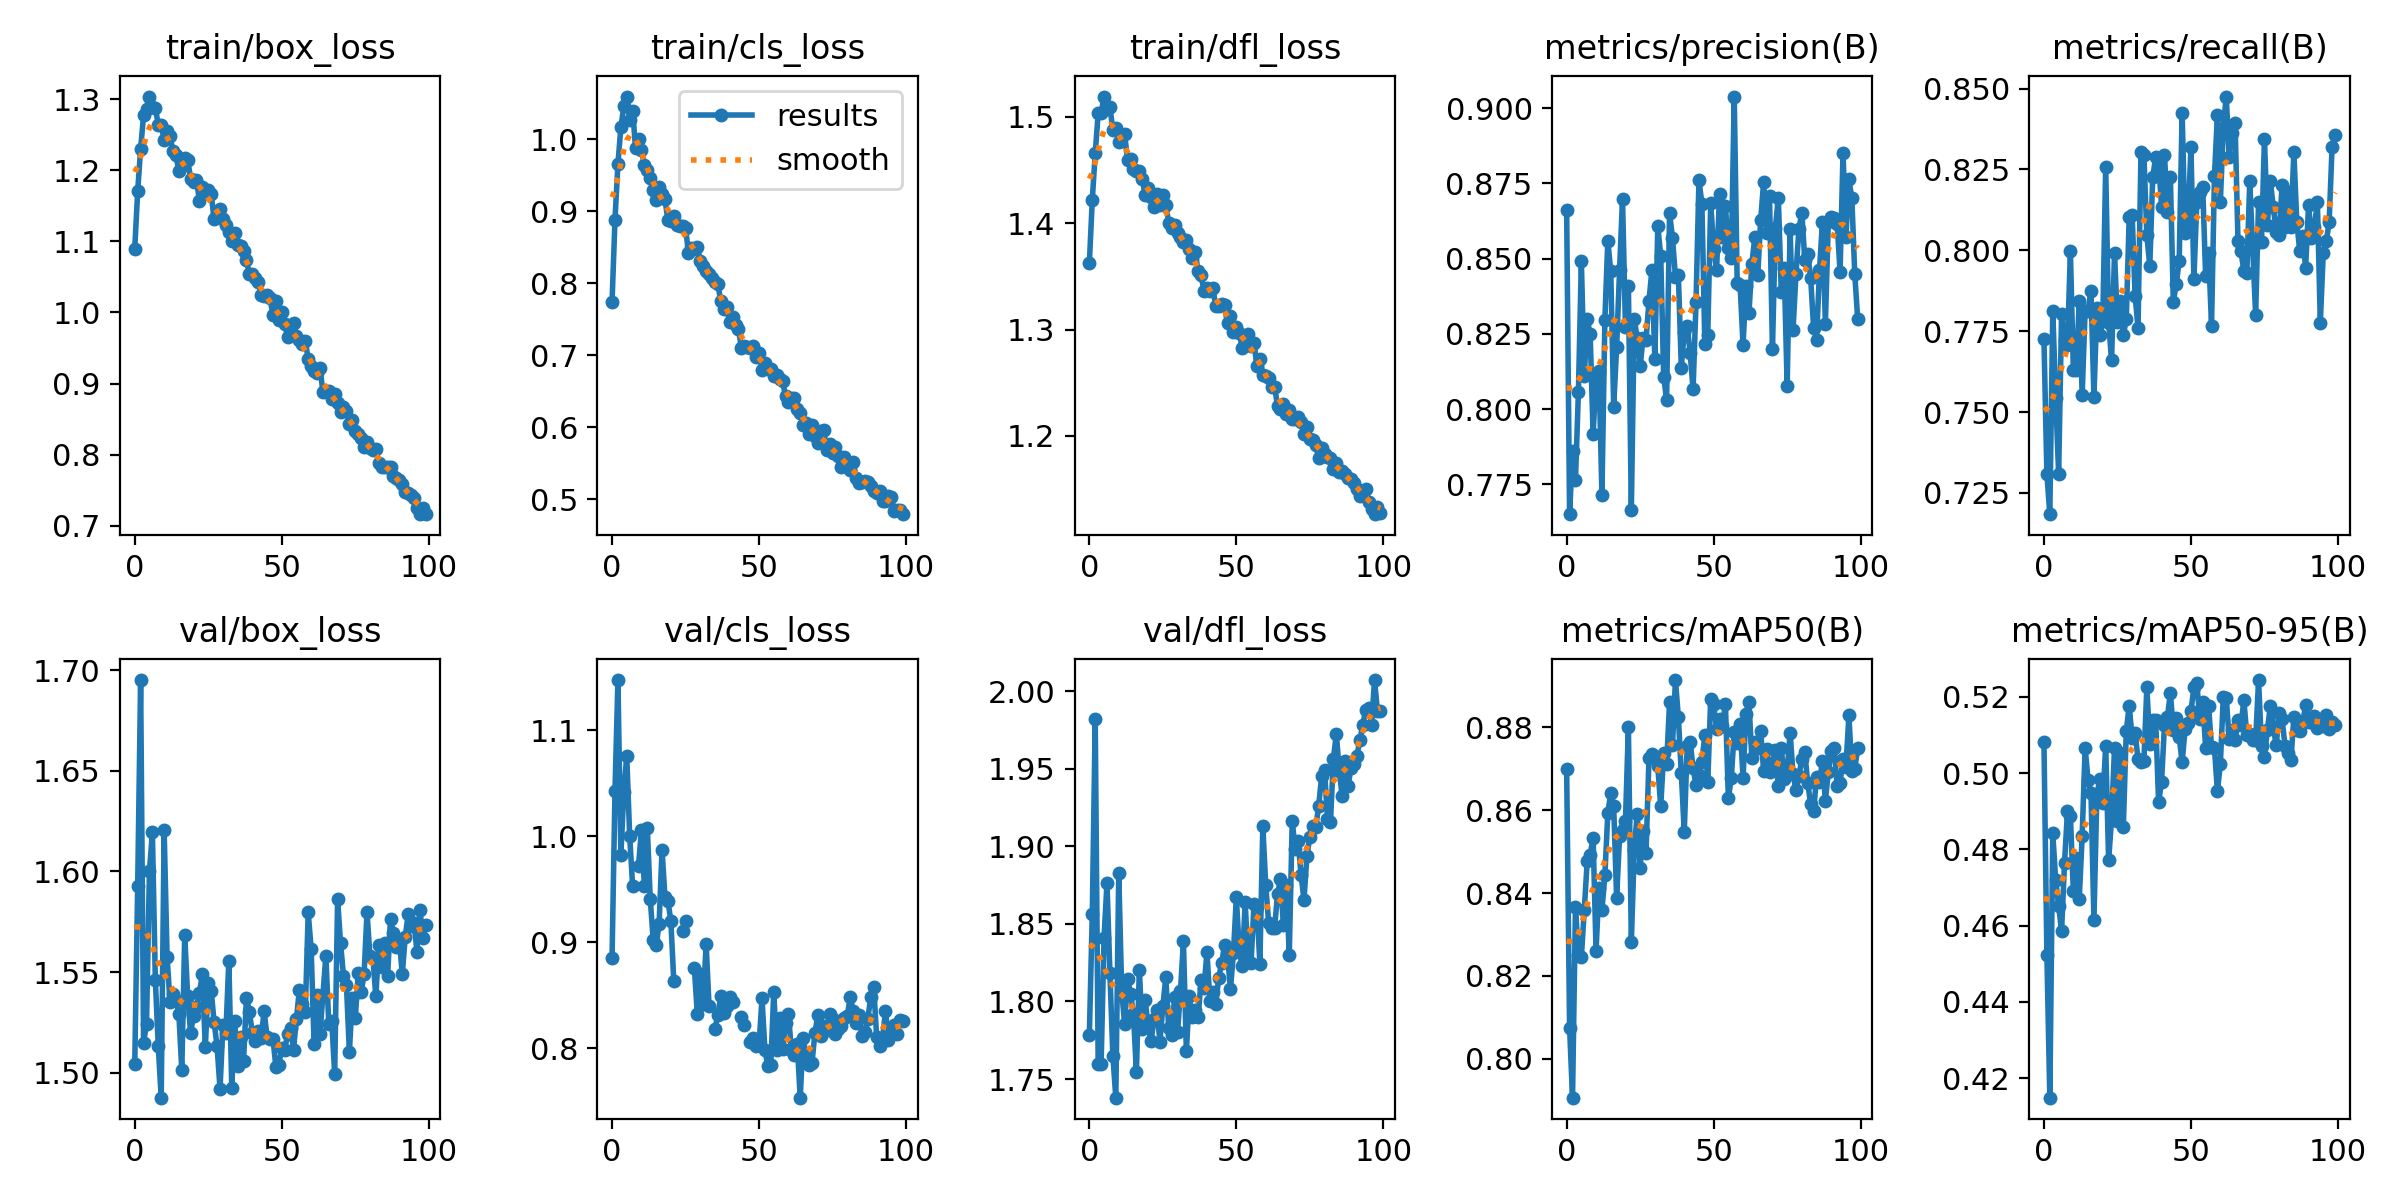 train/box_loss
1.3
1.2
1.1
1.0
0.9
0.8
0.7
0 50 100
train/cls_loss
results
smooth
1.0
0.9
0.8
0.7
0.6
0.5
0 50 100
train/dfl_loss
1.5
1.4
1.3
1.2
0 50 100
metrics/precision(B)
0.900
0.875
0.850
0.825
0.800
0.775
0 50 100
metrics/recall(B)
0.850
0.825
0.800
0.775
0.750
0.725
0 50 100
val/box_loss
1.70
1.65
1.60
1.55
1.50
0 50 100
val/cls_loss
1.1
1.0
0.9
0.8
0 50 100
val/dfl_loss
2.00
1.95
1.90
1.85
1.80
1.75
0 50 100
metrics/mAP50(B)
0.88
0.86
0.84
0.82
0.80
0 50 100
metrics/mAP50-95(B)
0.52
0.50
0.48
0.46
0.44
0.42
0 50 100